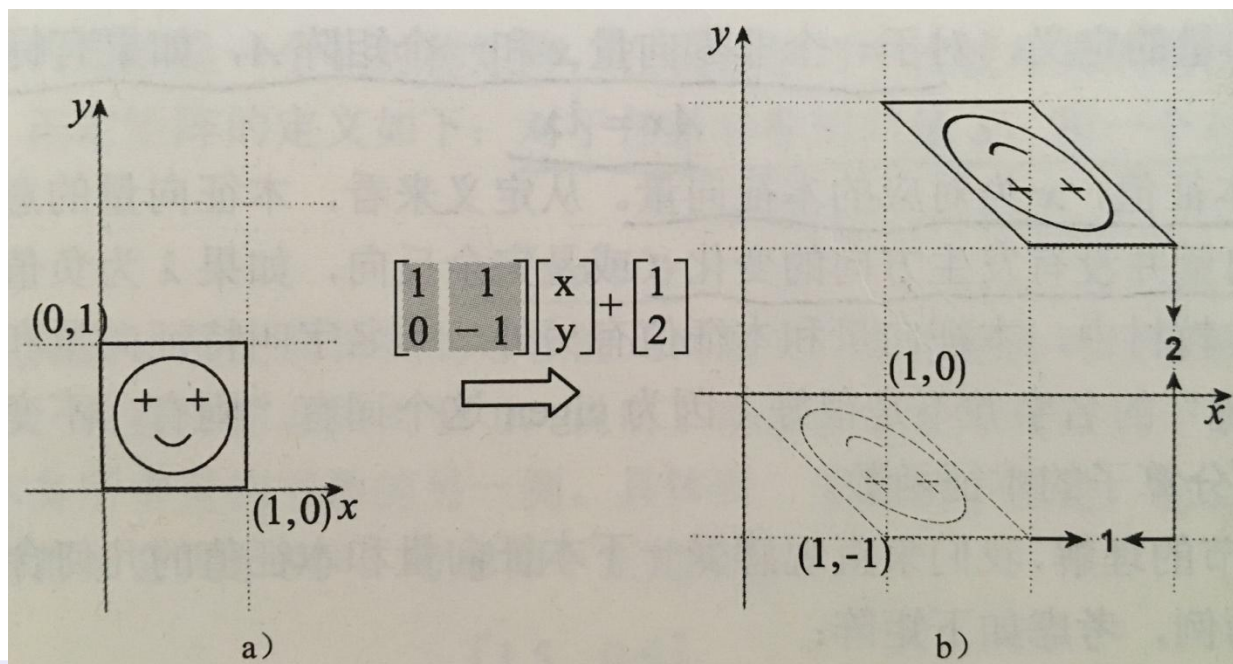 y
(0,1)
(1,0) x
a)
[1 1
0 −1] [x
y] + [1
2]
y
2
(1,0)
x
(1,-1)
1
b)